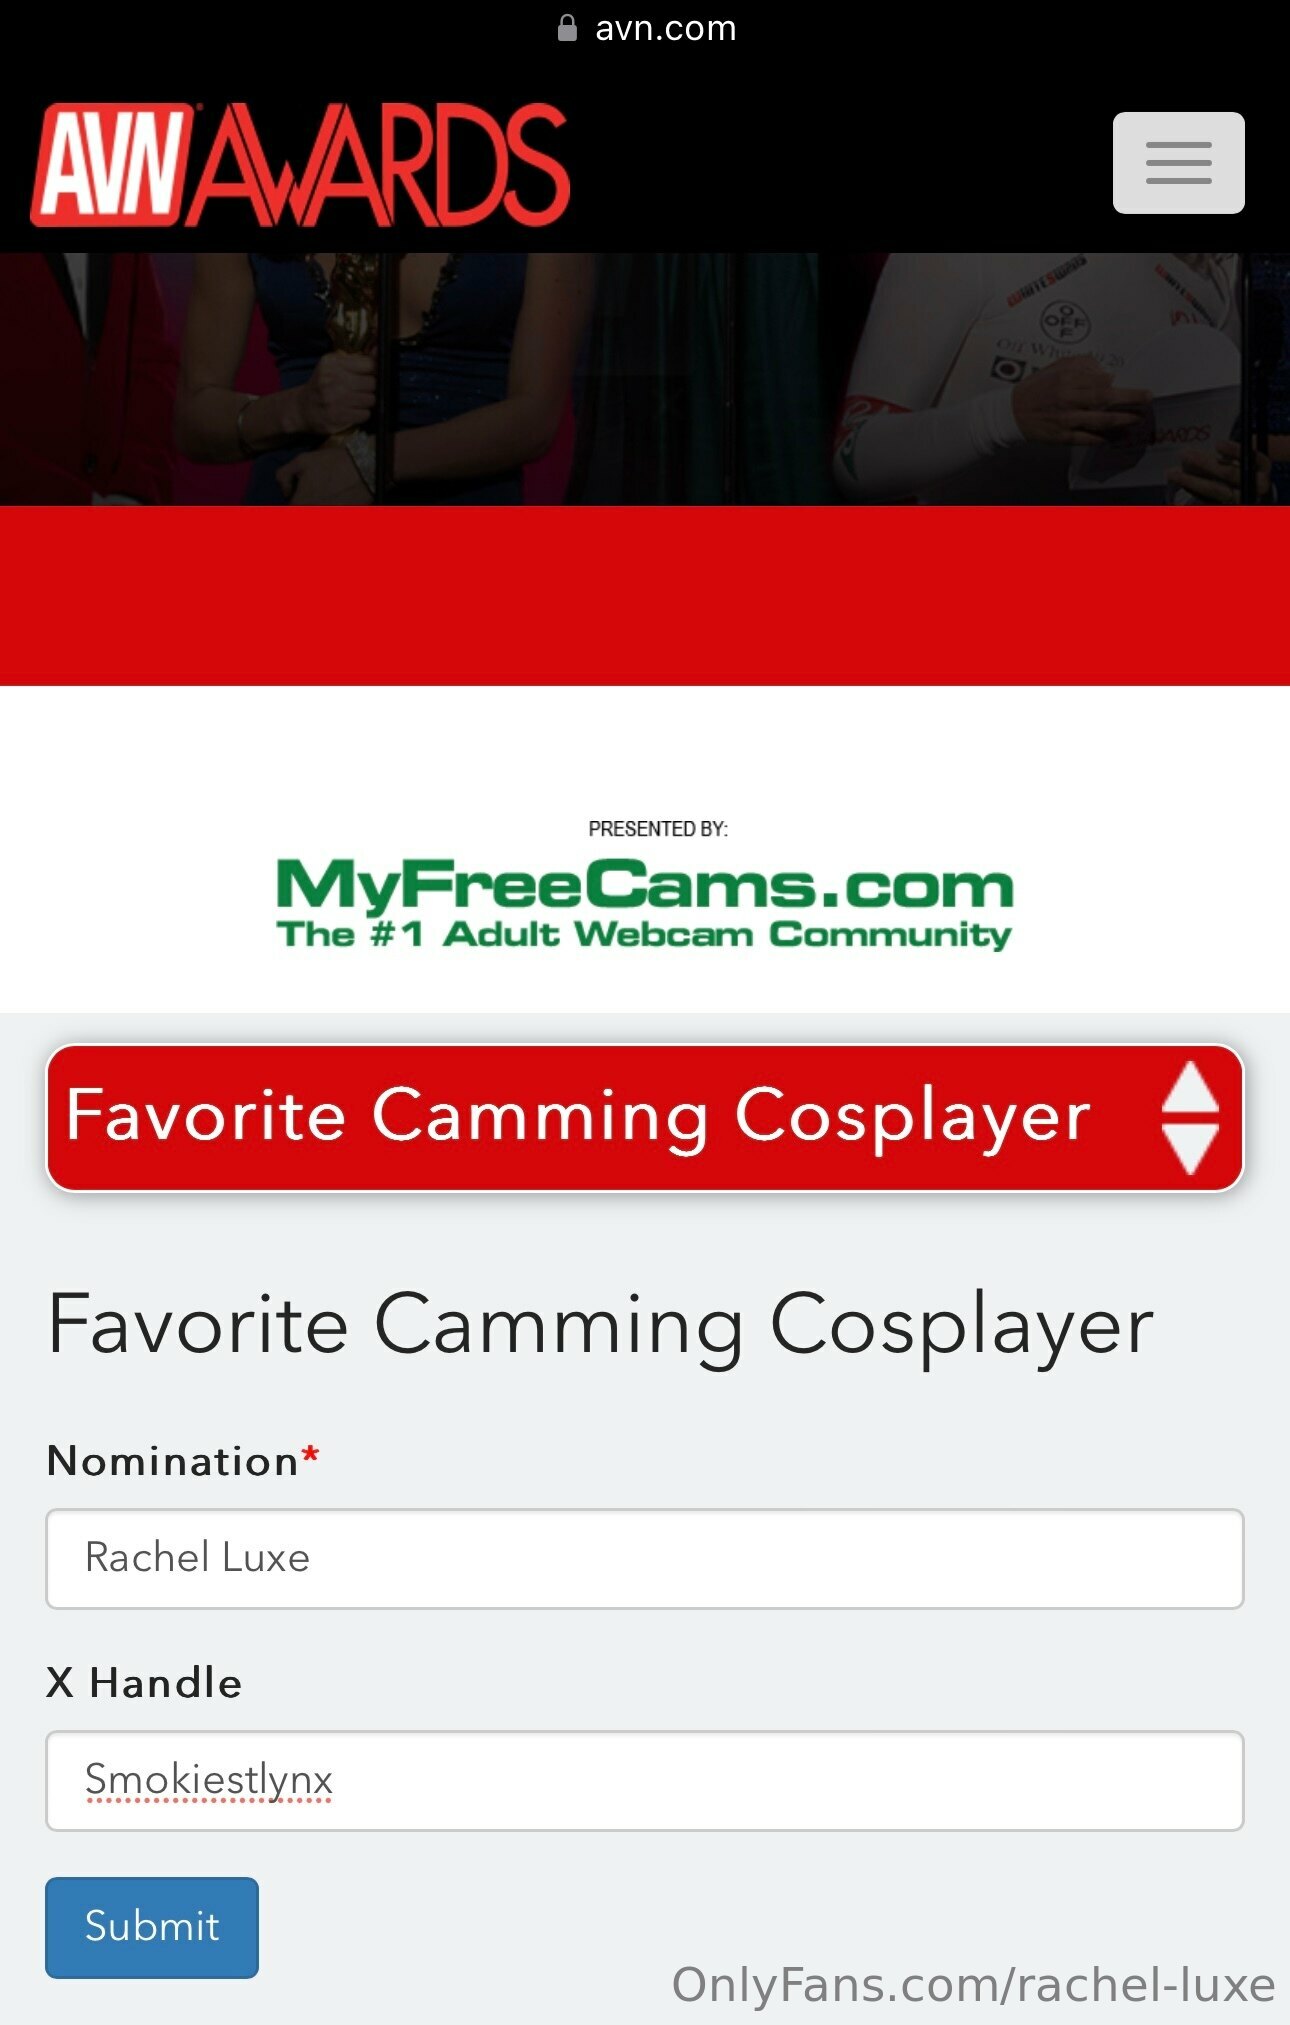 avn.com
AVN AWARDS
OFF
PRESENTED BY:
MyFreeCams.com
The #1 Adult Webcam Community
Favorite Camming Cosplayer
Favorite Camming Cosplayer
Nomination*
Rachel Luxe
X Handle
Smokiestlynx
Submit
OnlyFans.com/rachel-luxe